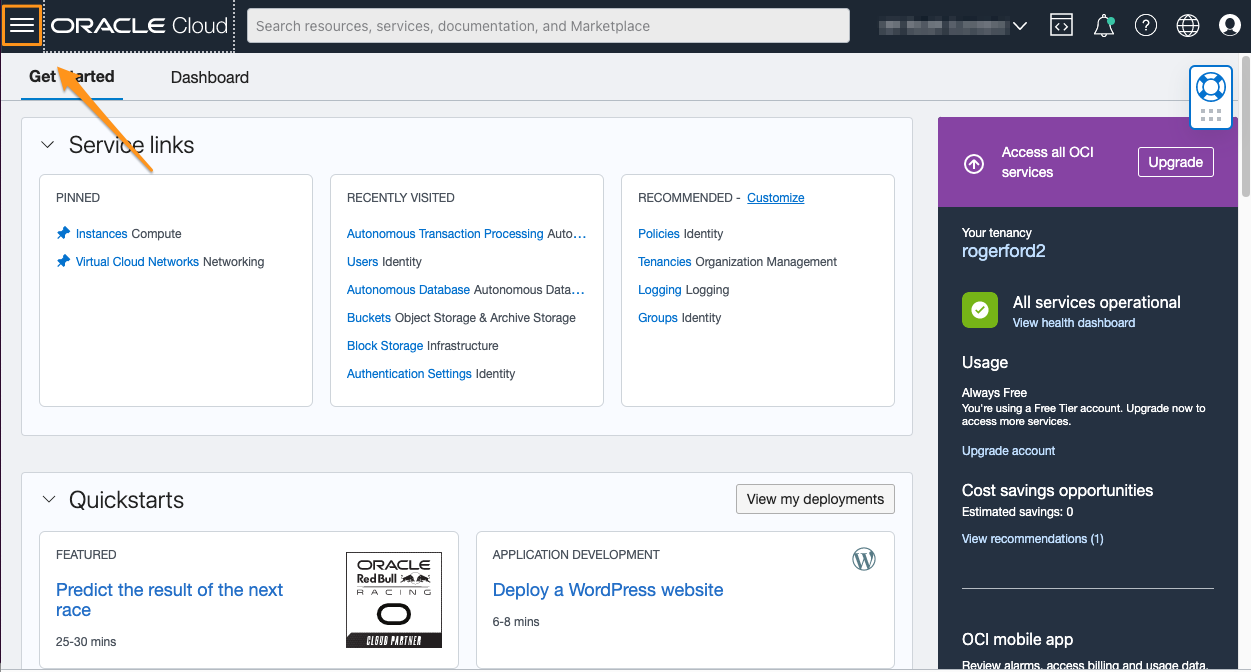 ORACLE Cloud
Search resources, services, documentation, and Marketplace
Get Started
Dashboard
Service links
PINNED
Instances Compute
Virtual Cloud Networks Networking
RECENTLY VISITED
Autonomous Transaction Processing Auto...
Users Identity
Autonomous Database Autonomous Data...
Buckets Object Storage & Archive Storage
Block Storage Infrastructure
Authentication Settings Identity
RECOMMENDED - Customize
Policies Identity
Tenancies Organization Management
Logging Logging
Groups Identity
Quickstarts
View my deployments
FEATURED
Predict the result of the next
race
25-30 mins
ORACLE
Red Bull
RACING
CLOUD PARTNER
APPLICATION DEVELOPMENT
Deploy a WordPress website
6-8 mins
Access all OCI
services
Upgrade
Your tenancy
rogerford2
All services operational
View health dashboard
Usage
Always Free
You're using a Free Tier account. Upgrade now to
access more services.
Upgrade account
Cost savings opportunities
Estimated savings: 0
View recommendations (1)
OCI mobile app
Review alarms, access billing and usage data,